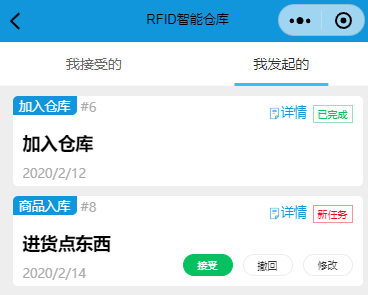 RFID智能仓库
我接受的 我发起的
加入仓库 #6 详情 已完成
加入仓库
2020/2/12
商品入库 #8 详情 新任务
进货点东西
2020/2/14 接受 撤回 修改